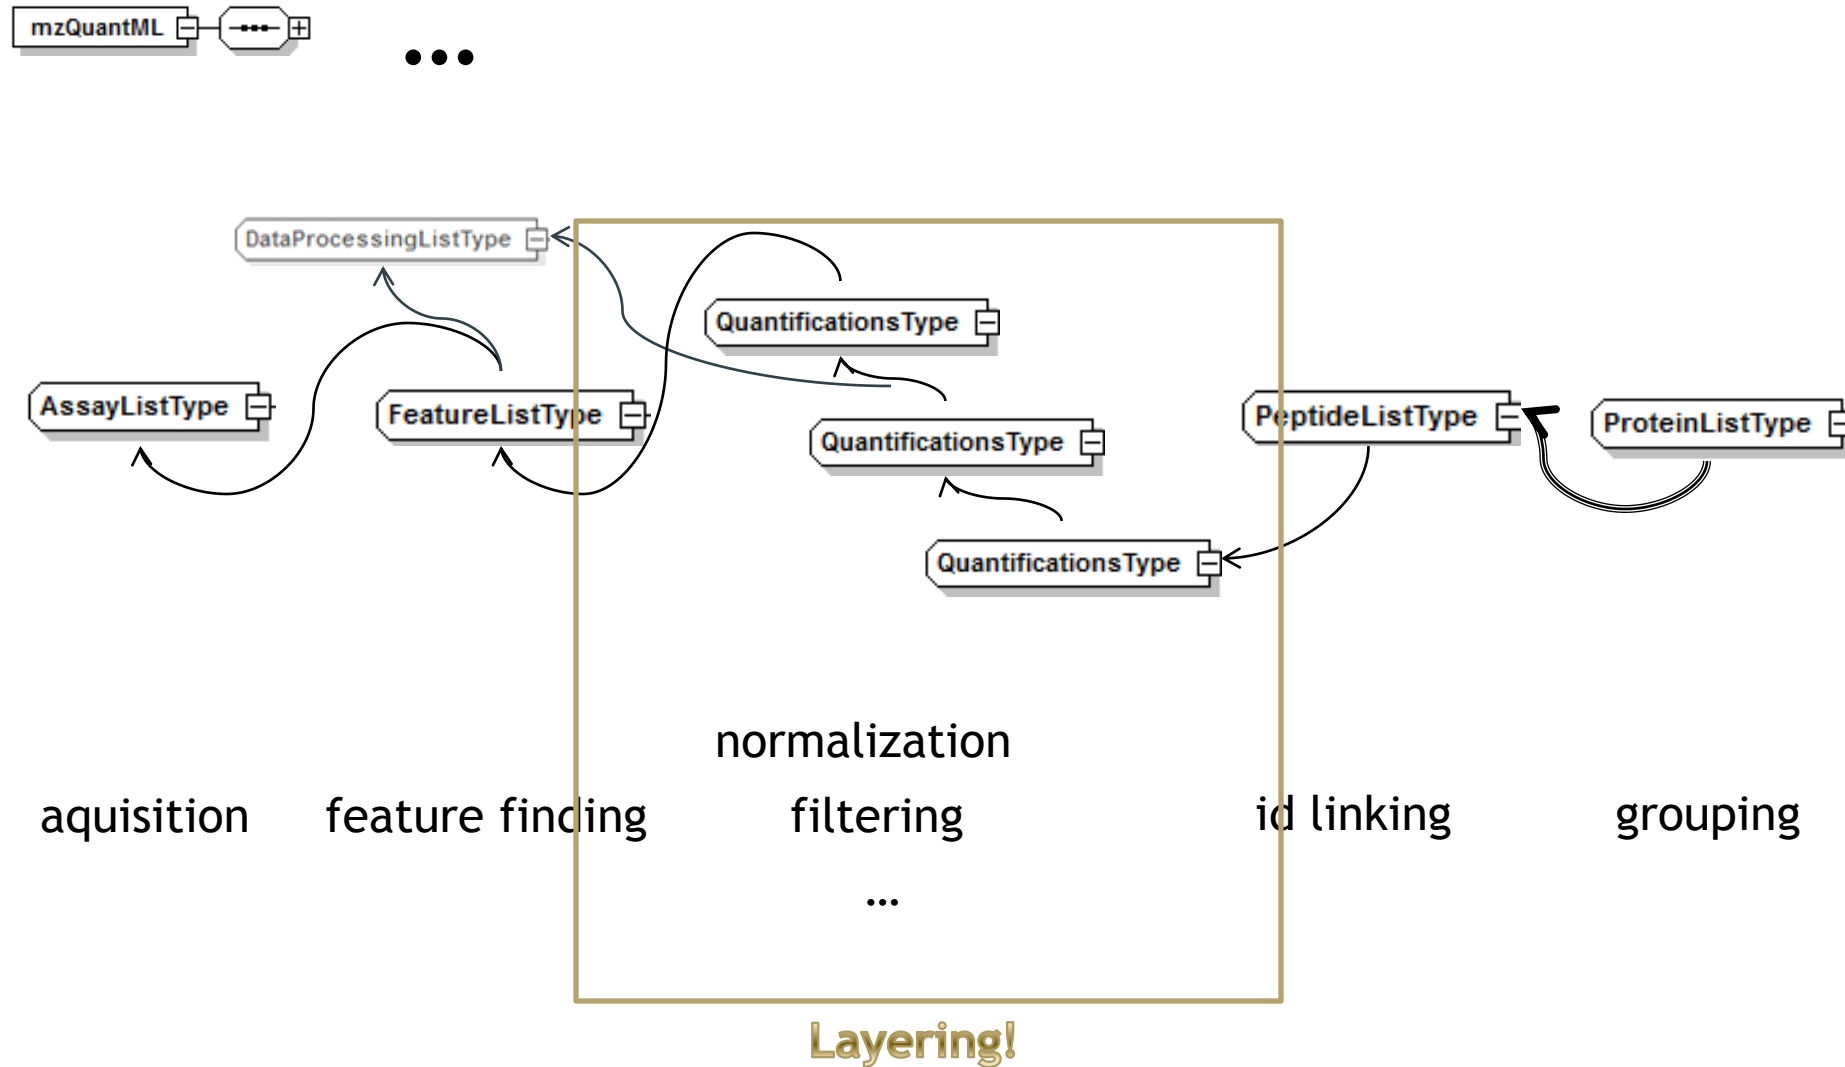 mzQuantML
...
DataProcessingListType
QuantificationsType
AssayListType
FeatureListType
PeptideListType
ProteinListType
QuantificationsType
QuantificationsType
normalization
aquisition
feature finding
filtering
id linking
grouping
...
Layering!